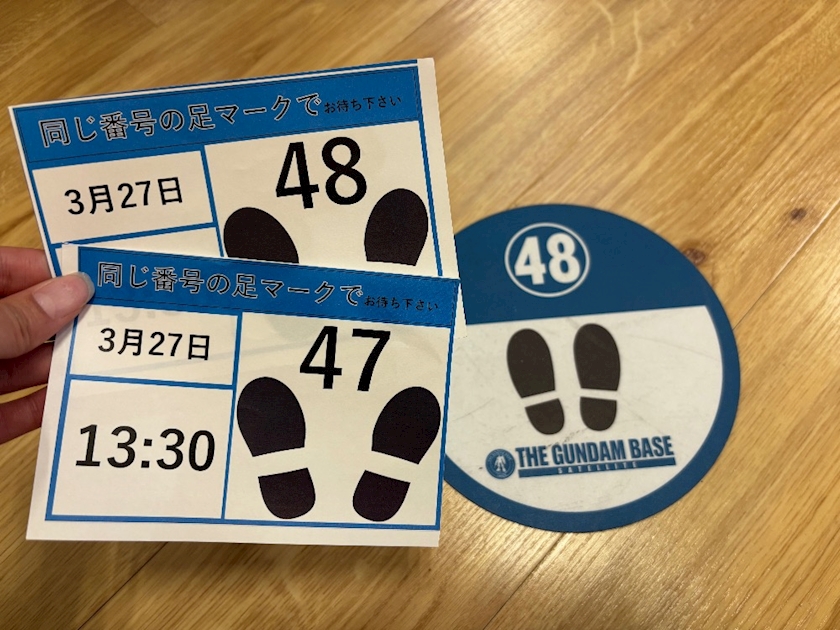 同じ番号の足マークでお待ち下さい
3月27日
48
同じ番号の足マークでお待ち下さい
3月27日
47
13:30
48
THE GUNDAM BASE
SATELLITE